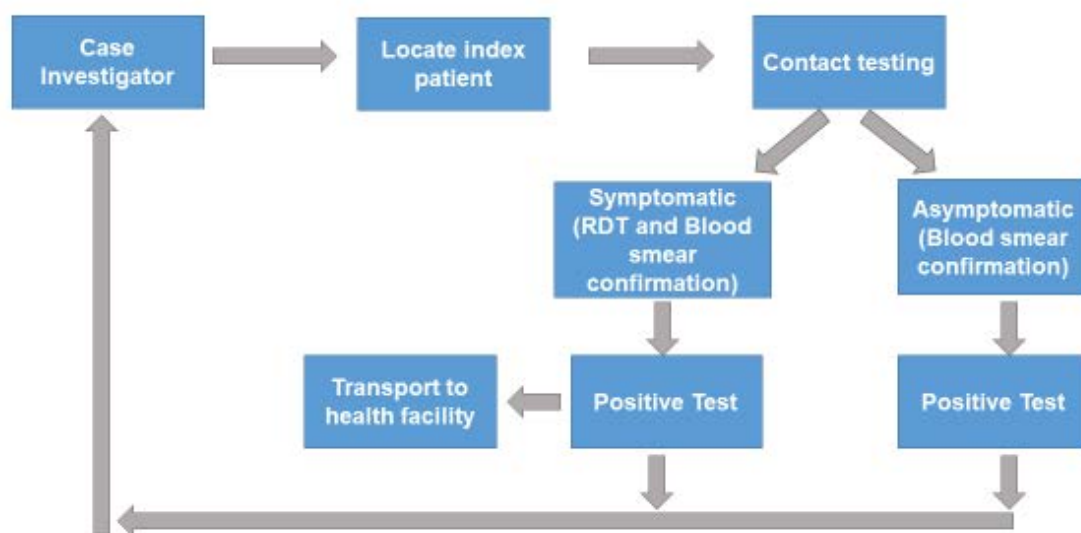 Case
Investigator
Locate index
patient
Contact testing
Symptomatic
(RDT and Blood
smear
confirmation)
Asymptomatic
(Blood smear
confirmation)
Transport to
health facility
Positive Test
Positive Test